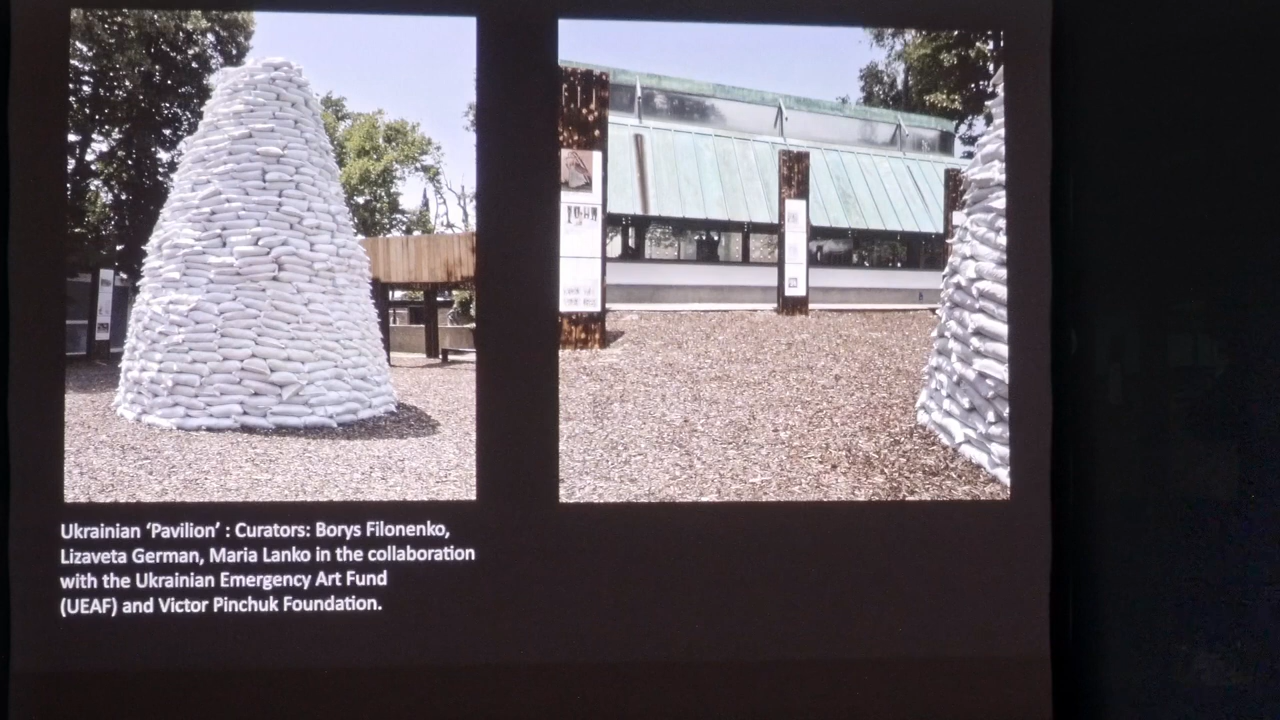 Ukrainian ‘Pavilion’ : Curators: Borys Filonenko,
Lizaveta German, Maria Lanko in the collaboration
with the Ukrainian Emergency Art Fund
(UEAF) and Victor Pinchuk Foundation.